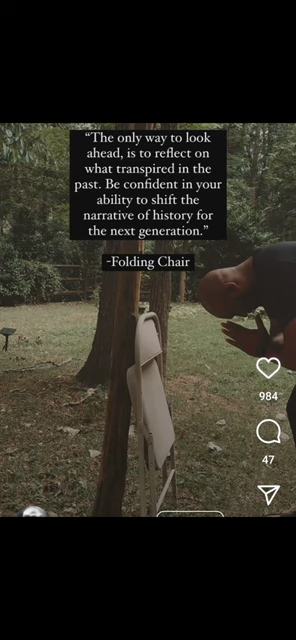 “The only way to look
ahead, is to reflect on
what transpired in the
past. Be confident in your
ability to shift the
narrative of history for
the next generation.”
-Folding Chair
984
47